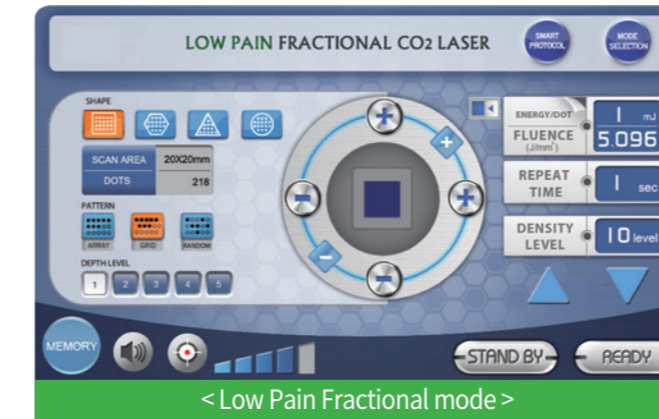 LOW PAIN FRACTIONAL CO2 LASER
SMART
PROTOCOL
MODE
SELECTION
SHAPE
SCAN AREA 20X20mm
DOTS 218
PATTERN
ARRAY GRID RANDOM
DEPTH LEVEL
1 2 3 4 5
ENERGY/DOT 1 mJ
FLUENCE 5.096
(J/mm²)
REPEAT
TIME 1 sec
DENSITY
LEVEL 10 level
MEMORY
STAND BY
READY
< Low Pain Fractional mode >